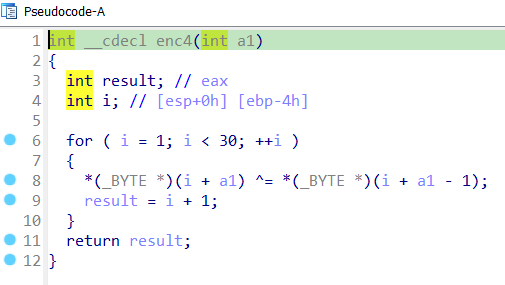 Pseudocode-A
1 int __cdecl enc4(int a1)
2 {
3 int result; // eax
4 int i; // [esp+0h] [ebp-4h]
5
6 for ( i = 1; i < 30; ++i )
7 {
8 *(_BYTE *)(i + a1) ^= *(_BYTE *)(i + a1 - 1);
9 result = i + 1;
10 }
11 return result;
12 }